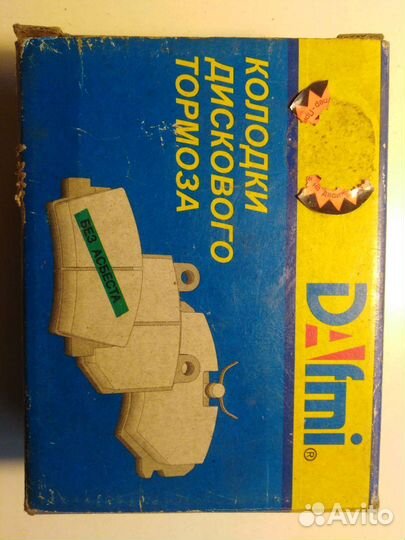 КОЛОДКИ
ДИСКОВОГО
ТОРМОЗА
БЕЗ АСБЕСТА
DAfmi®
Avito